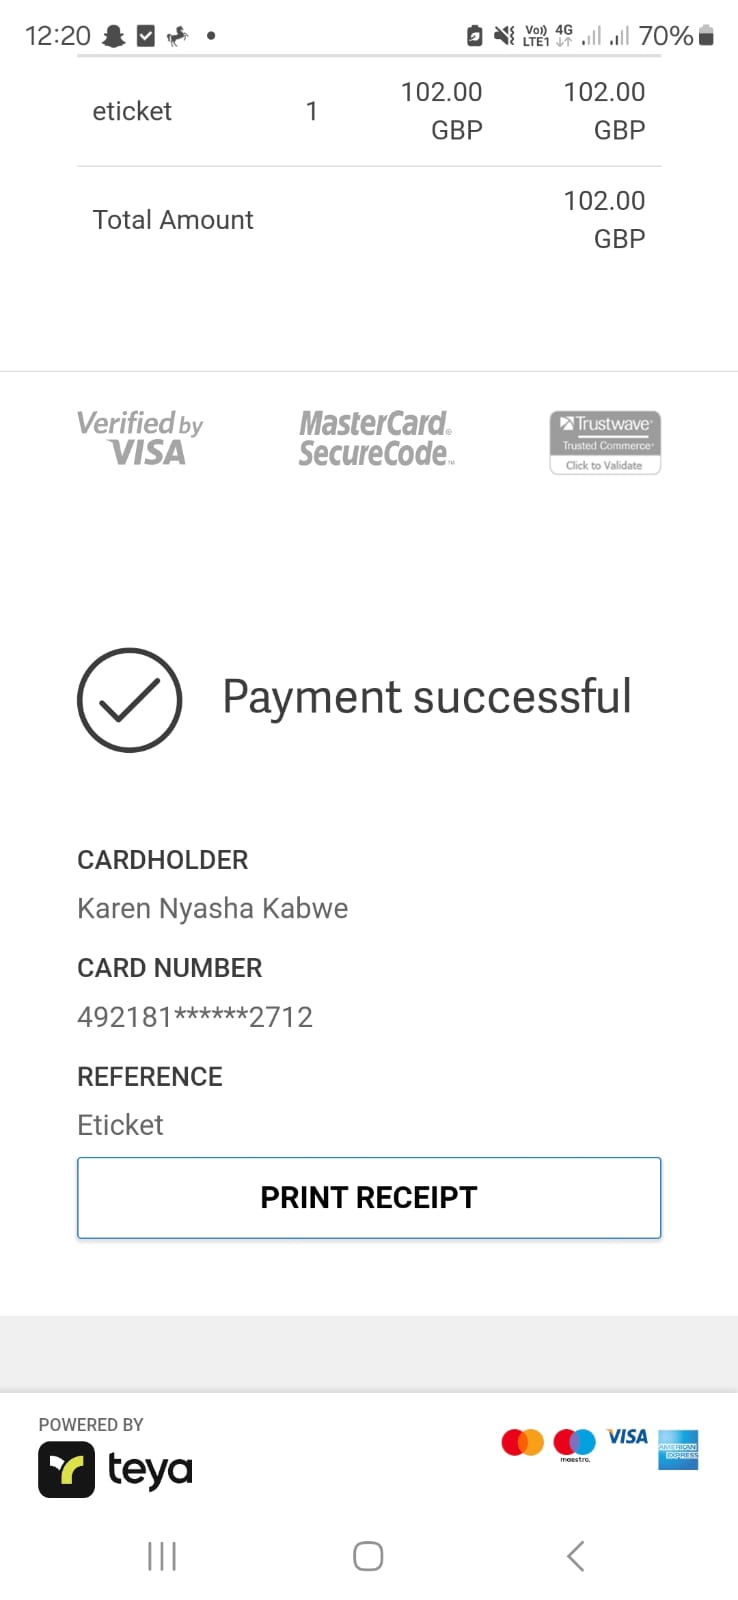 12:20 Vo)) LTE1 4G 70%
eticket 1 102.00 GBP 102.00 GBP
Total Amount 102.00 GBP
Verified by VISA
MasterCard® SecureCode™
Trustwave®
Trusted Commerce®
Click to Validate
Payment successful
CARDHOLDER
Karen Nyasha Kabwe
CARD NUMBER
492181******2712
REFERENCE
Eticket
PRINT RECEIPT
POWERED BY
teya
maestro.
VISA
AMERICAN EXPRESS